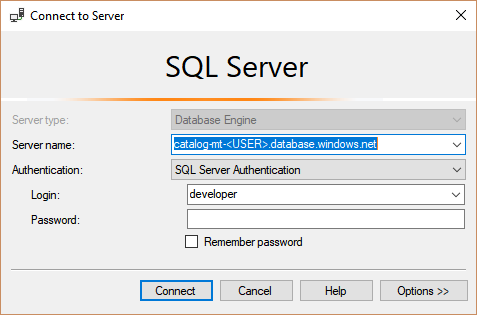 Connect to Server
SQL Server
Server type: Database Engine
Server name: catalog-mt-<USER>.database.windows.net
Authentication: SQL Server Authentication
Login: developer
Password:
Remember password
Connect Cancel Help Options >>